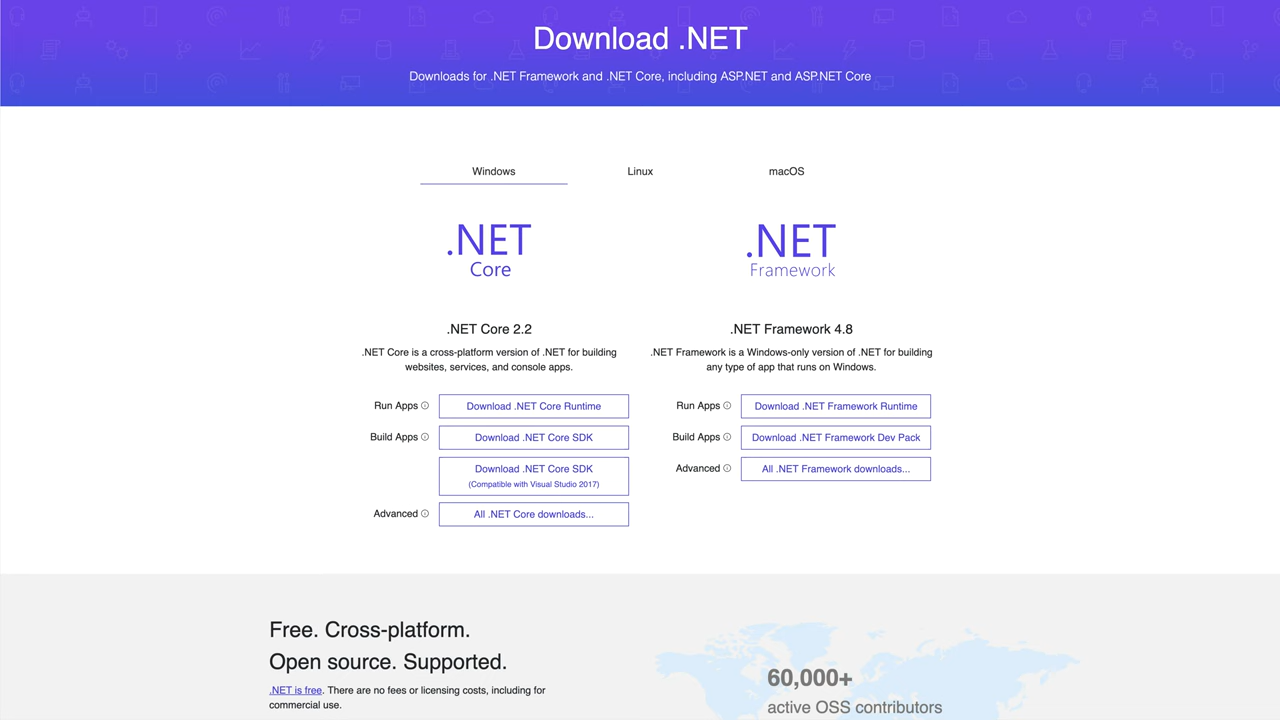 Download .NET
Downloads for .NET Framework and .NET Core, including ASP.NET and ASP.NET Core
Windows
Linux
macOS
.NET
Core
.NET Core 2.2
.NET Core is a cross-platform version of .NET for building
websites, services, and console apps.
Run Apps
Download .NET Core Runtime
Build Apps
Download .NET Core SDK
Download .NET Core SDK
(Compatible with Visual Studio 2017)
Advanced
All .NET Core downloads...
.NET
Framework
.NET Framework 4.8
.NET Framework is a Windows-only version of .NET for building
any type of app that runs on Windows.
Run Apps
Download .NET Framework Runtime
Build Apps
Download .NET Framework Dev Pack
Advanced
All .NET Framework downloads...
Free. Cross-platform.
Open source. Supported.
.NET is free. There are no fees or licensing costs, including for
commercial use.
60,000+
active OSS contributors